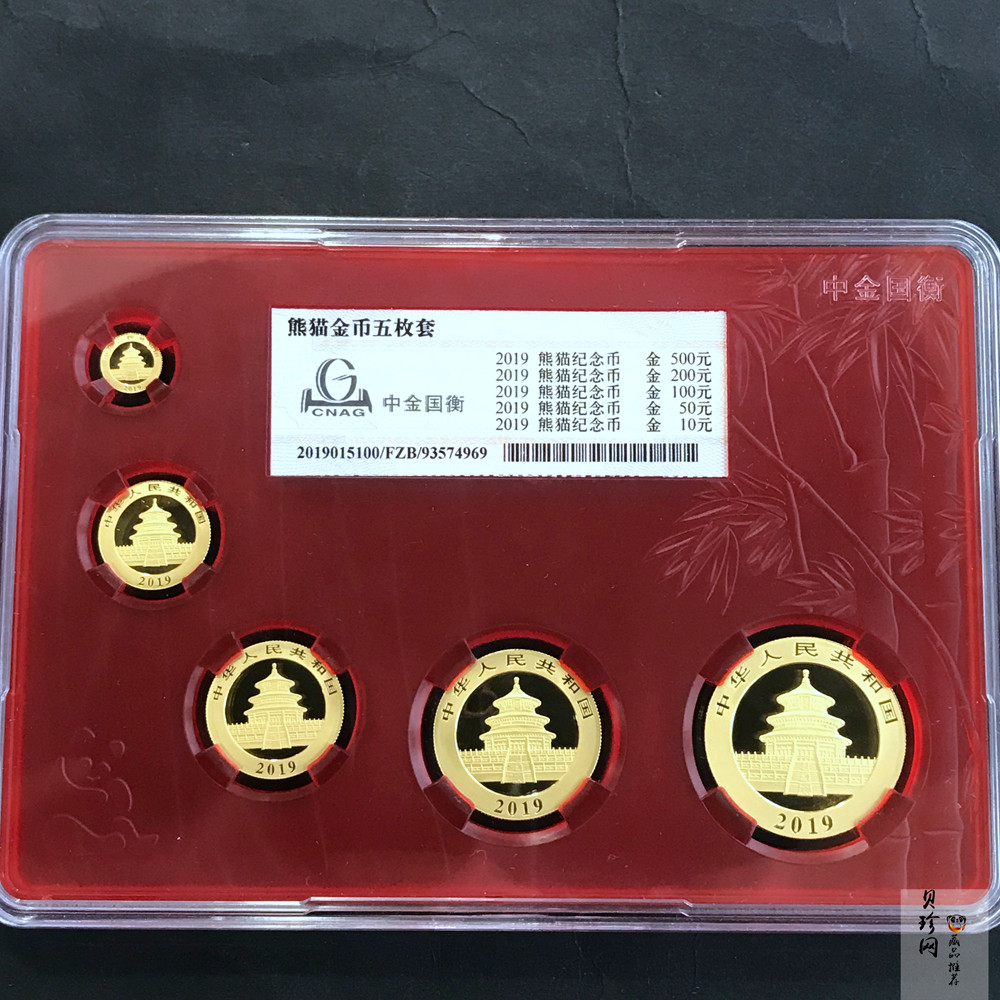 中金国衡
熊猫金币五枚套
CNAG 中金国衡
2019 熊猫纪念币 金 500元
2019 熊猫纪念币 金 200元
2019 熊猫纪念币 金 100元
2019 熊猫纪念币 金 50元
2019 熊猫纪念币 金 10元
2019015100/FZB/93574969
2019
中华人民共和国
2019
中华人民共和国
2019
中华人民共和国
2019
中华人民共和国
2019
贝珍网
藏品推荐